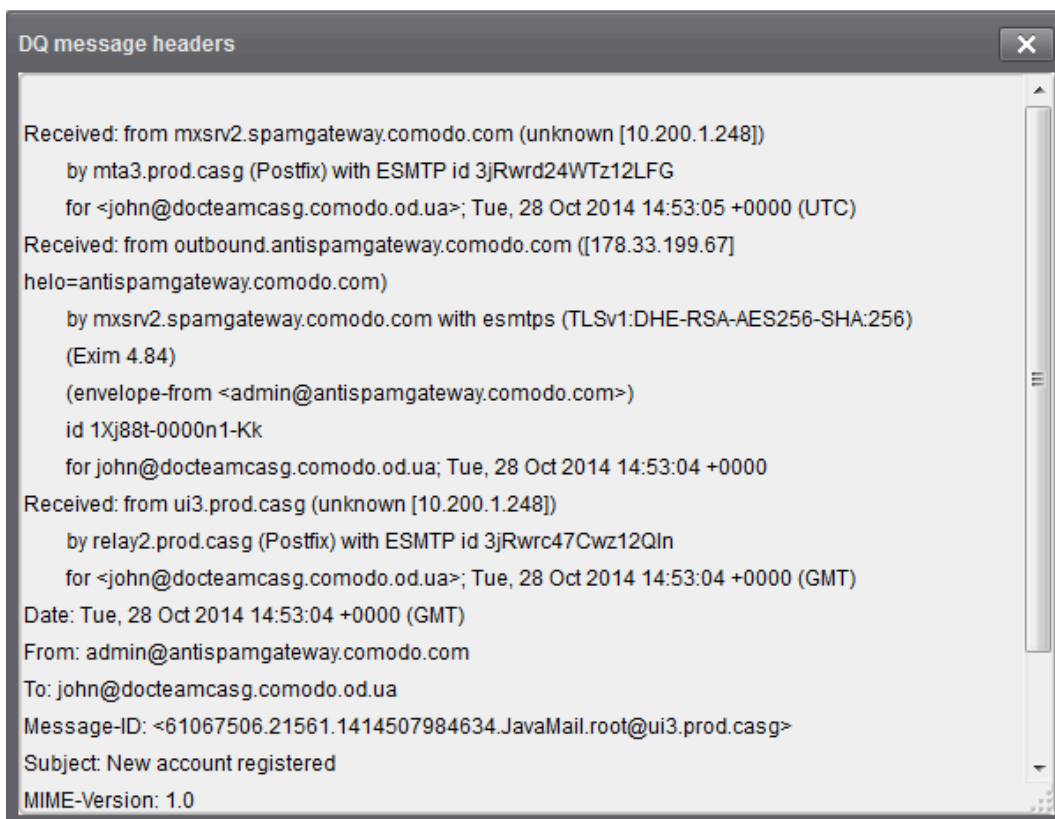 DQ message headers
Received: from mxsrv2.spamgateway.comodo.com (unknown [10.200.1.248])
by mta3.prod.casg (Postfix) with ESMTP id 3jRwrd24WTz12LFG
for <john@docteamcasg.comodo.od.ua>; Tue, 28 Oct 2014 14:53:05 +0000 (UTC)
Received: from outbound.antispamgateway.comodo.com ([178.33.199.67]
helo=antispamgateway.comodo.com)
by mxsrv2.spamgateway.comodo.com with esmtps (TLSv1:DHE-RSA-AES256-SHA:256)
(Exim 4.84)
(envelope-from <admin@antispamgateway.comodo.com>)
id 1Xj88t-0000n1-Kk
for john@docteamcasg.comodo.od.ua; Tue, 28 Oct 2014 14:53:04 +0000
Received: from ui3.prod.casg (unknown [10.200.1.248])
by relay2.prod.casg (Postfix) with ESMTP id 3jRwrc47Cwz12Qln
for <john@docteamcasg.comodo.od.ua>; Tue, 28 Oct 2014 14:53:04 +0000 (GMT)
Date: Tue, 28 Oct 2014 14:53:04 +0000 (GMT)
From: admin@antispamgateway.comodo.com
To: john@docteamcasg.comodo.od.ua
Message-ID: <61067506.21561.1414507984634.JavaMail.root@ui3.prod.casg>
Subject: New account registered
MIME-Version: 1.0